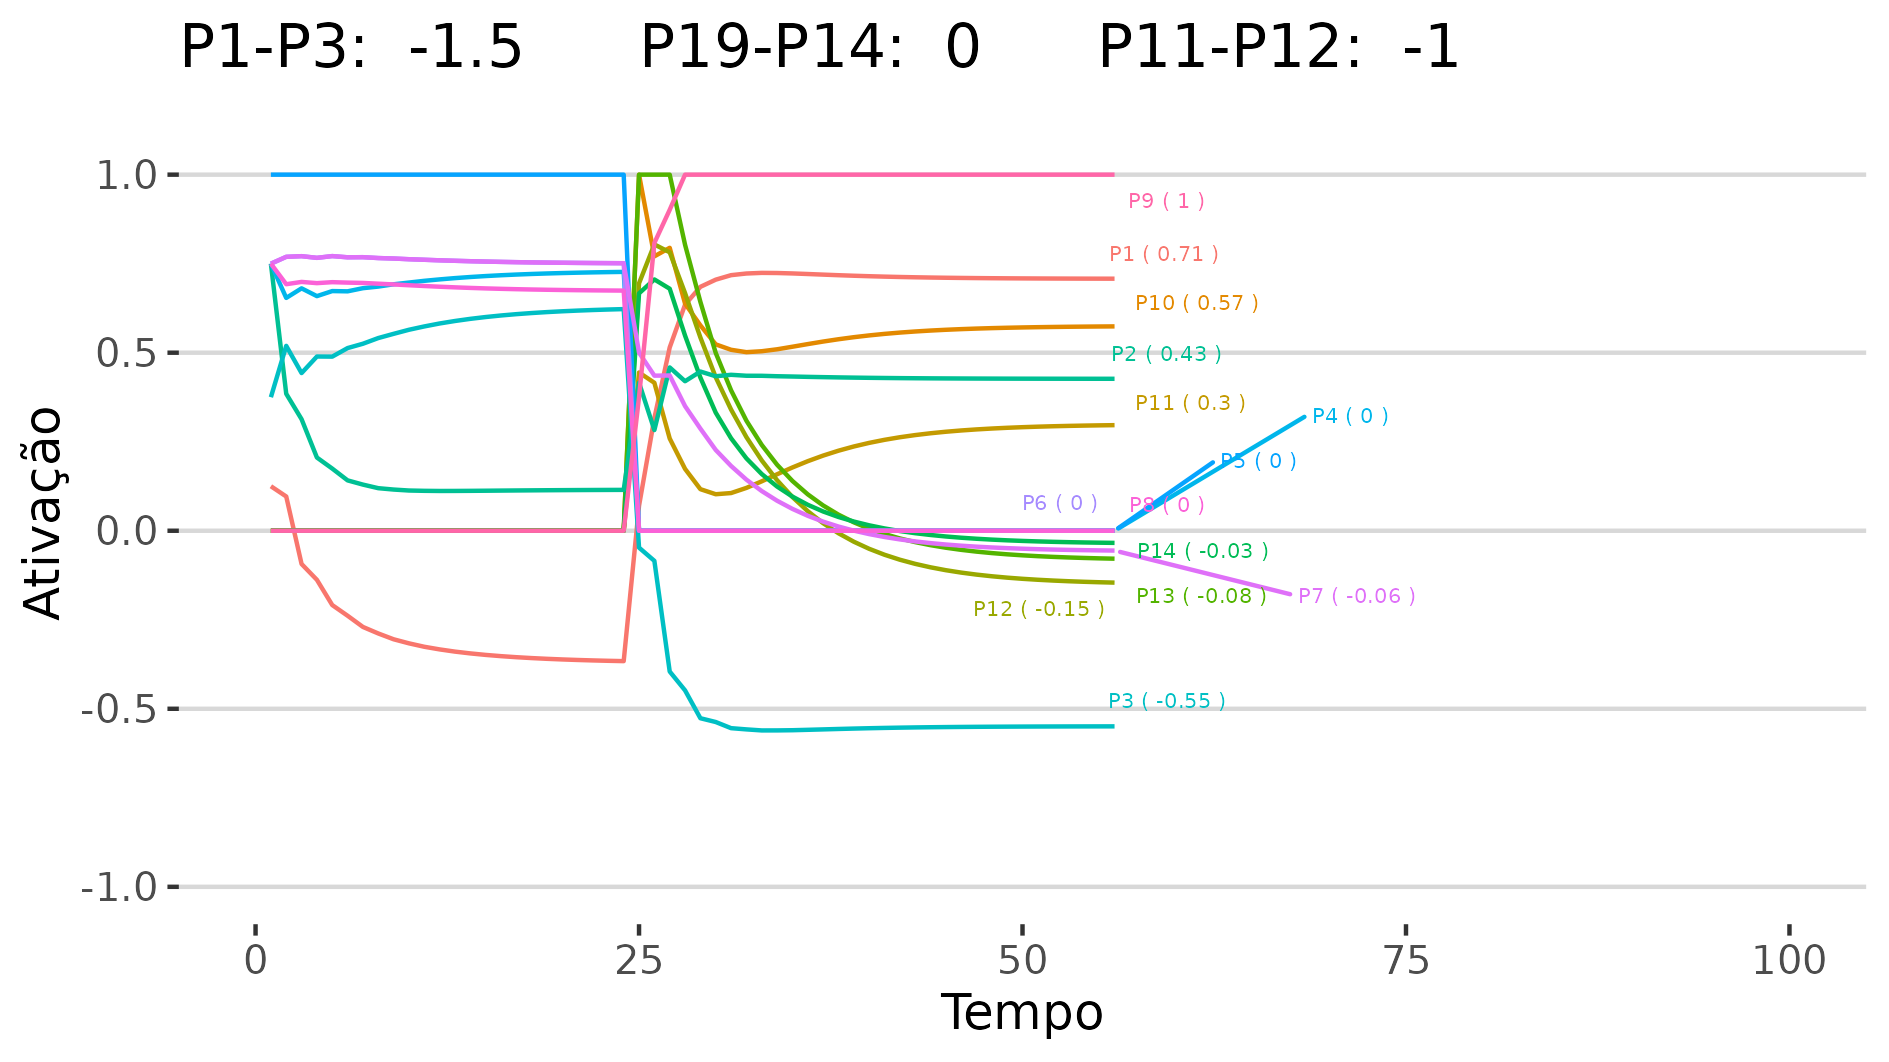 P1-P3:  -1.5      P19-P14:  0      P11-P12:  -1
1.0
P9 ( 1 )
P1 ( 0.71 )
P10 ( 0.57 )
0.5
P2 ( 0.43 )
P11 ( 0.3 )
P4 ( 0 )
P5 ( 0 )
P6 ( 0 )
P8 ( 0 )
0.0
P14 ( -0.03 )
P13 ( -0.08 )
P7 ( -0.06 )
P12 ( -0.15 )
P3 ( -0.55 )
-0.5
-1.0
Ativação
0 25 50 75 100
Tempo